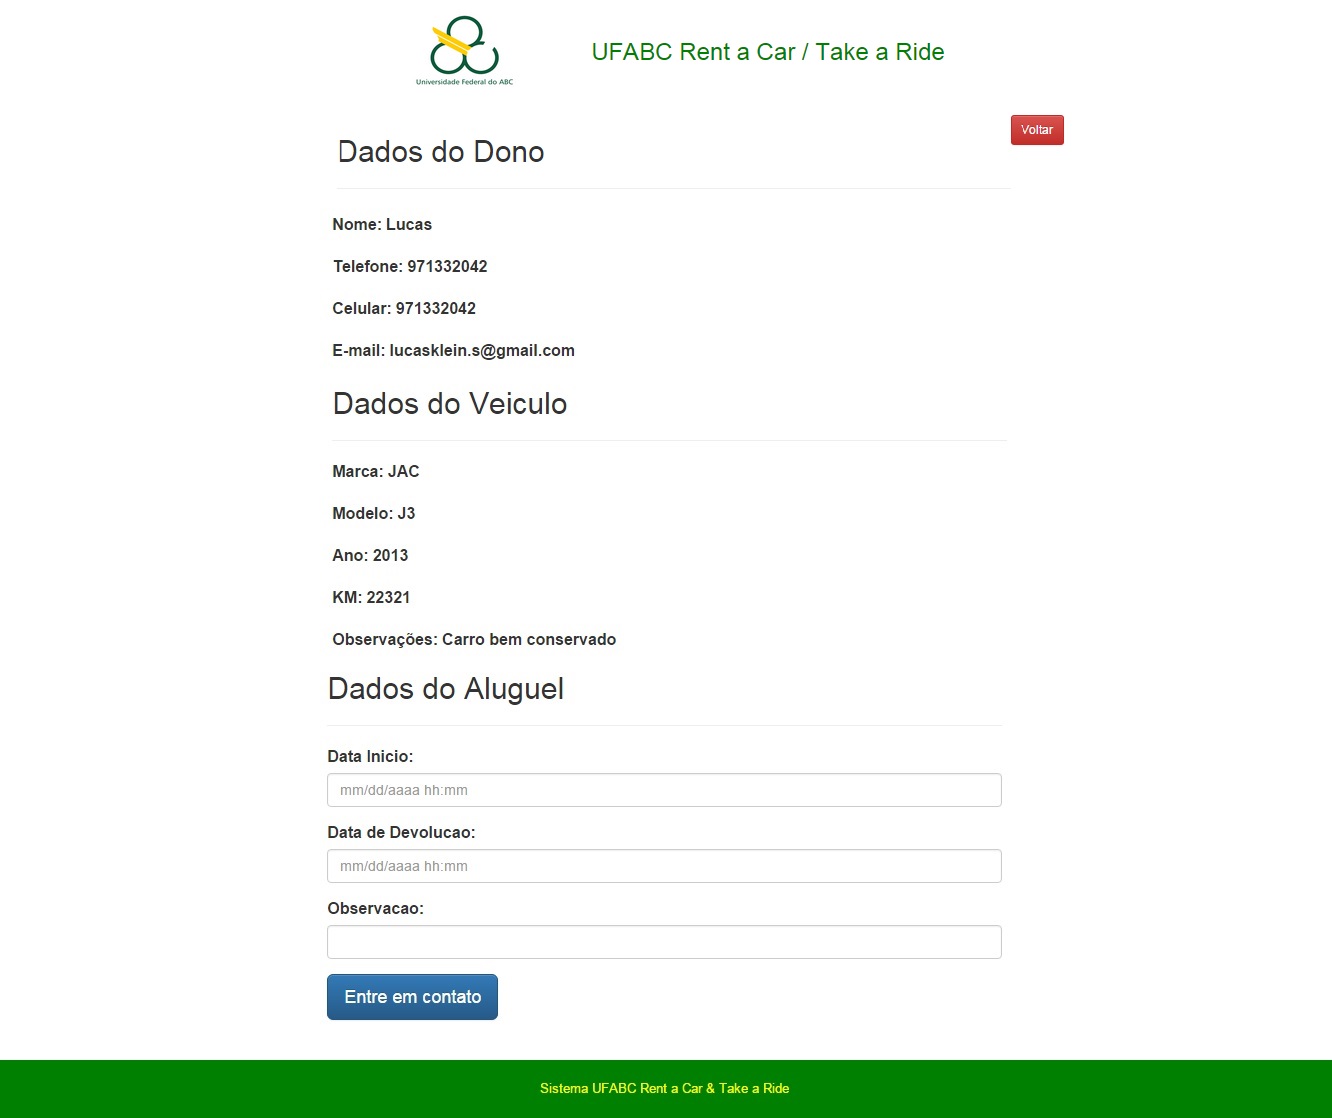 Universidade Federal do ABC
UFABC Rent a Car / Take a Ride
Voltar
Dados do Dono
Nome: Lucas
Telefone: 971332042
Celular: 971332042
E-mail: lucasklein.s@gmail.com
Dados do Veiculo
Marca: JAC
Modelo: J3
Ano: 2013
KM: 22321
Observações: Carro bem conservado
Dados do Aluguel
Data Inicio:
mm/dd/aaaa hh:mm
Data de Devolucao:
mm/dd/aaaa hh:mm
Observacao:
Entre em contato
Sistema UFABC Rent a Car & Take a Ride